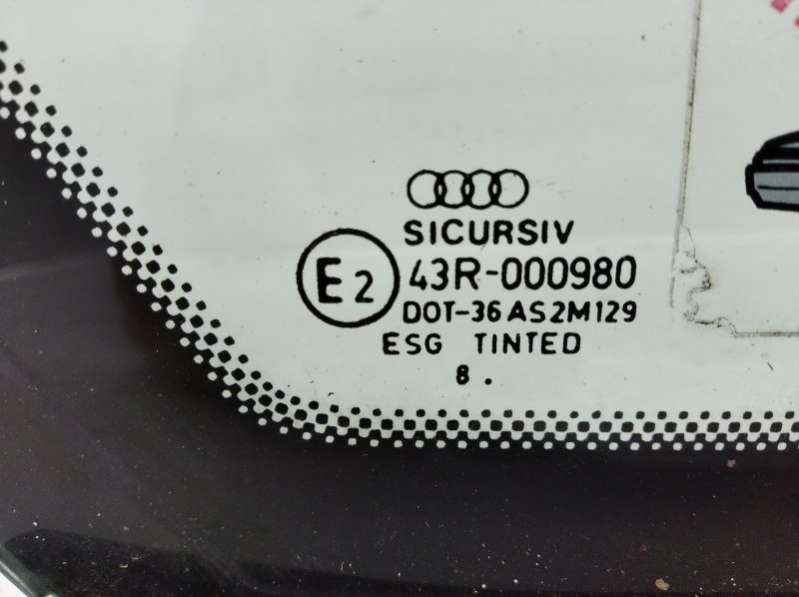 SICURSIV
E2 43R-000980
DOT-36 AS2M129
ESG TINTED
8 .